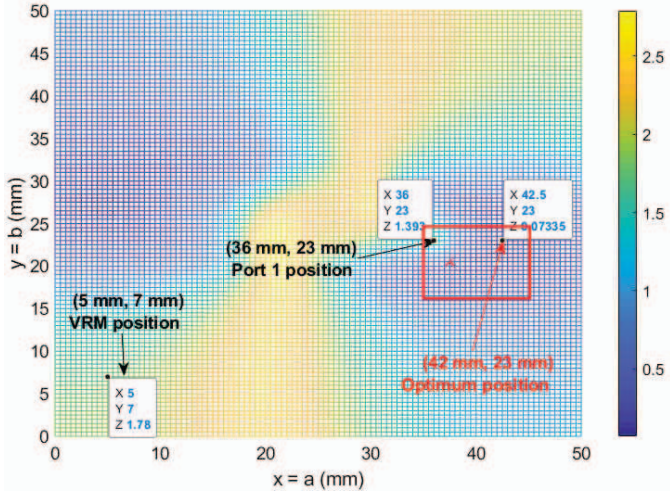 50
45
40
35
30
25
20
15
10
5
0
y = b (mm)
0
10
20
30
40
50
x = a (mm)
2.5
2
1.5
1
0.5
X 36
Y 23
Z 1.393
X 42.5
Y 23
Z 0.07335
(36 mm, 23 mm)
Port 1 position
(5 mm, 7 mm)
VRM position
(42 mm, 23 mm)
Optimum position
X 5
Y 7
Z 1.78